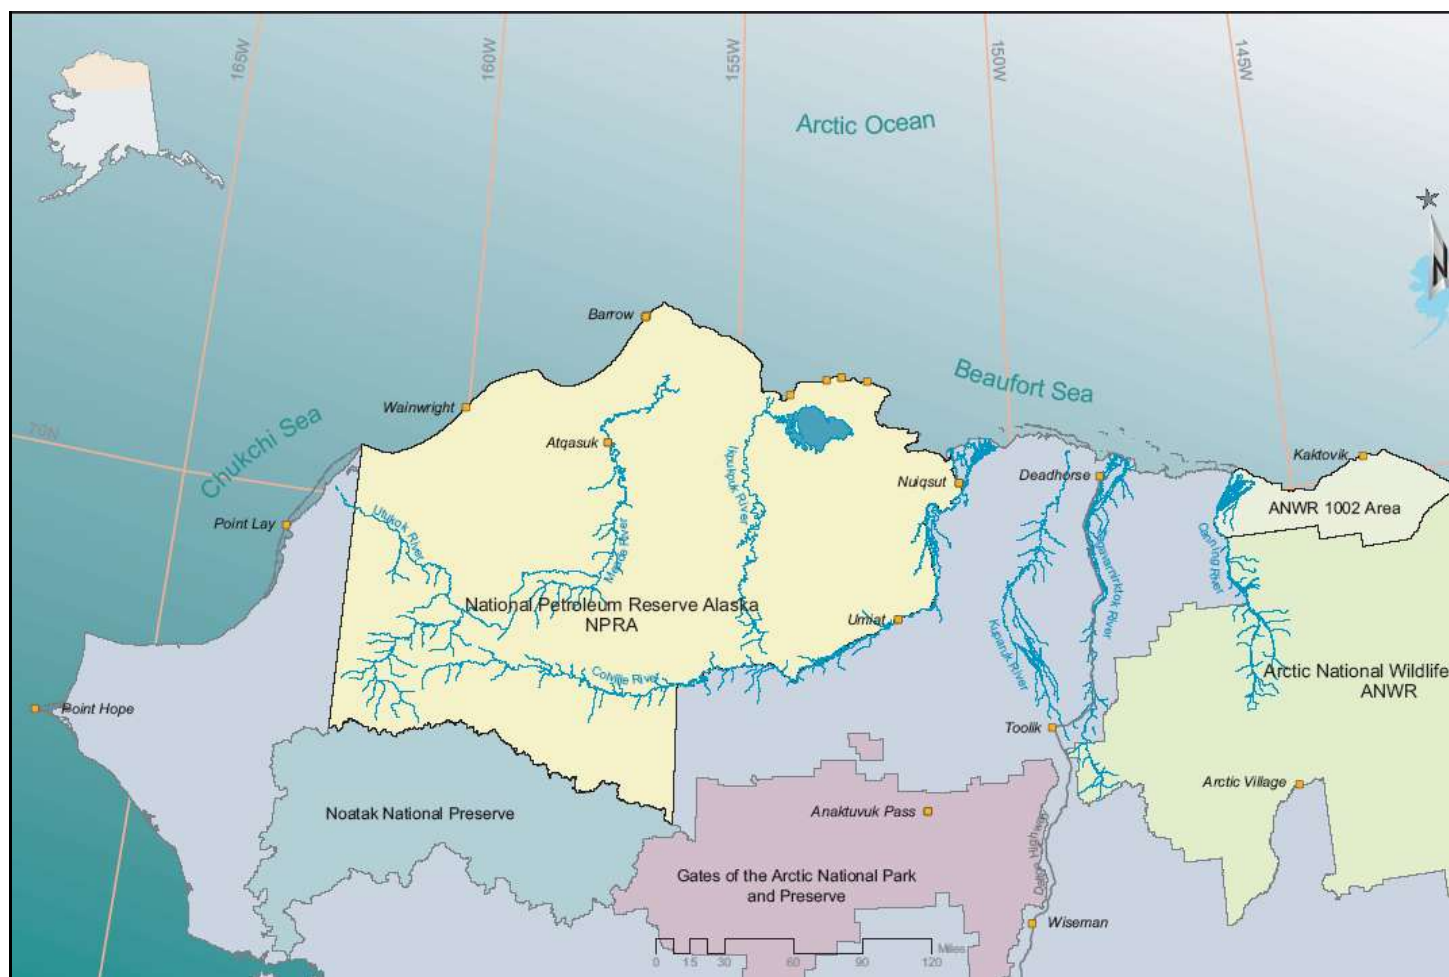 165W
160W
155W
150W
145W
Arctic Ocean
N
Barrow
Beaufort Sea
Wainwright
Chukchi Sea
70N
Atqasuk
Kaktovik
Nuiqsut
Deadhorse
Ikpukpuk River
ANWR 1002 Area
Point Lay
Utukok River
Meade River
Canning River
National Petroleum Reserve Alaska
NPRA
Umiat
Kuparuk River
Colville River
Arctic National Wildlife
ANWR
Point Hope
Toolik
Arctic Village
Noatak National Preserve
Anaktuvuk Pass
Dalton Highway
Gates of the Arctic National Park
and Preserve
Wiseman
Miles
0 15 30 60 90 120